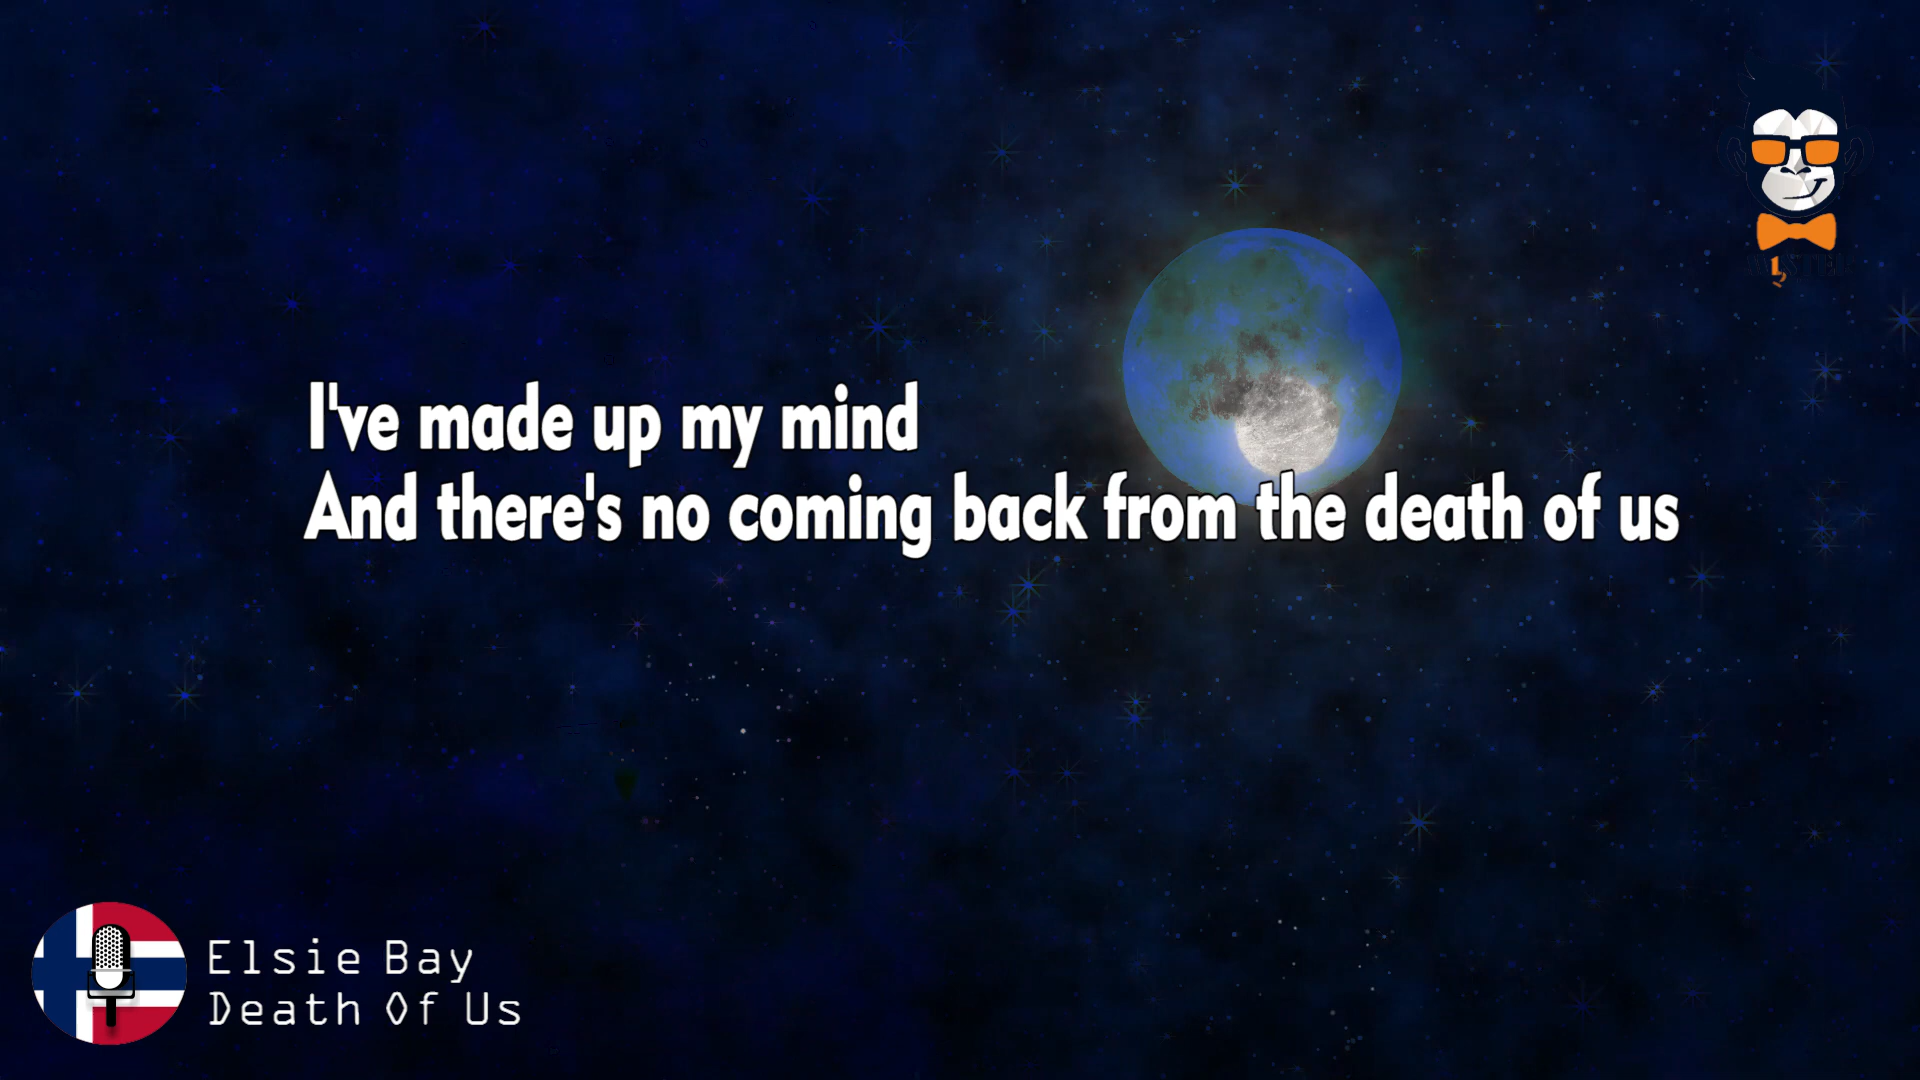 I've made up my mind
And there's no coming back from the death of us
Elsie Bay
Death Of Us